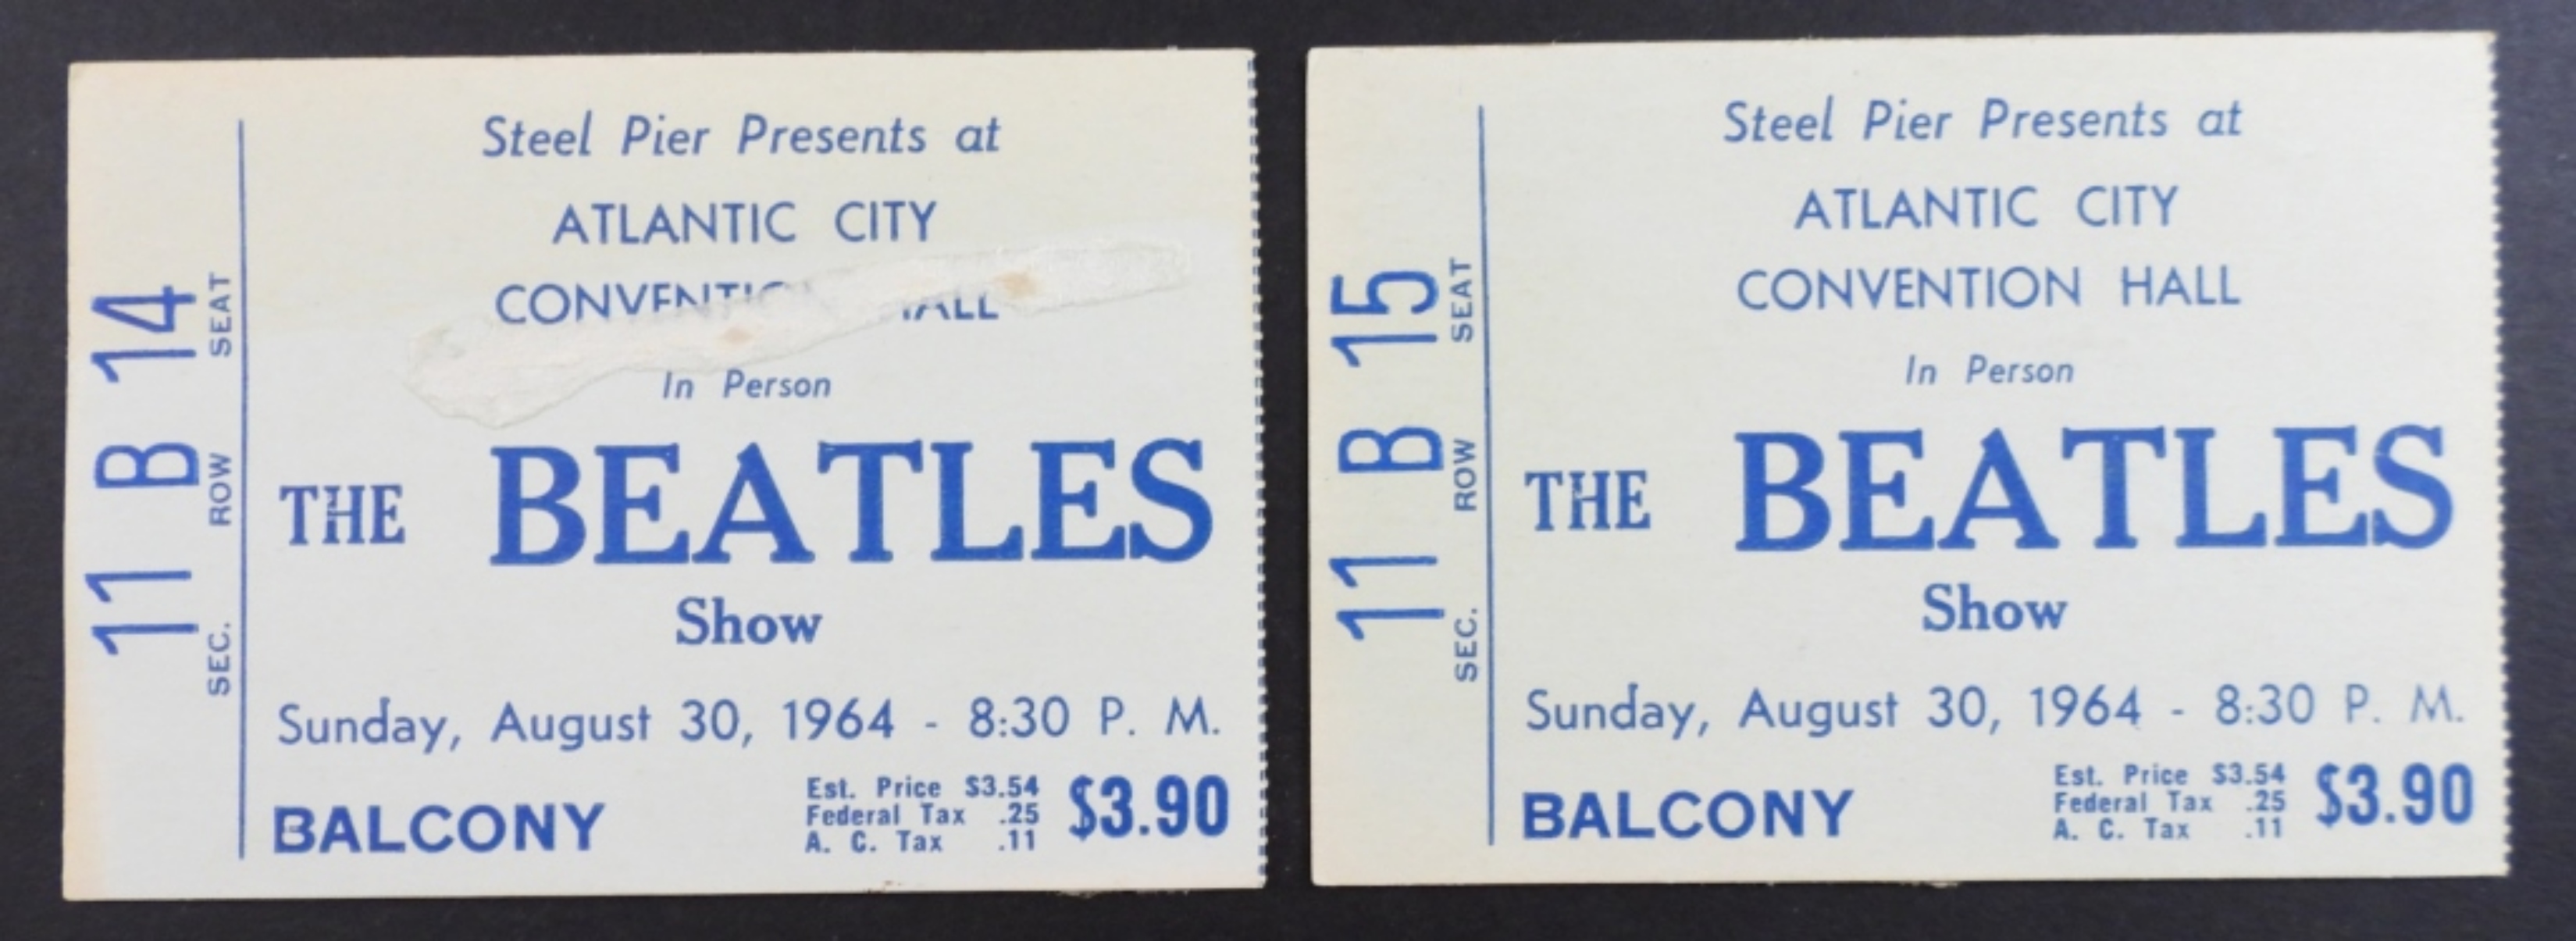 11 B 14
SEC. ROW SEAT
Steel Pier Presents at
ATLANTIC CITY
In Person
THE BEATLES
Show
Sunday, August 30, 1964 - 8:30 P. M.
BALCONY
Est. Price $3.54
Federal Tax .25
A. C. Tax .11
$3.90
11 B 15
SEC. ROW SEAT
Steel Pier Presents at
ATLANTIC CITY
CONVENTION HALL
In Person
THE BEATLES
Show
Sunday, August 30, 1964 - 8:30 P. M.
BALCONY
Est. Price $3.54
Federal Tax .25
A. C. Tax .11
$3.90